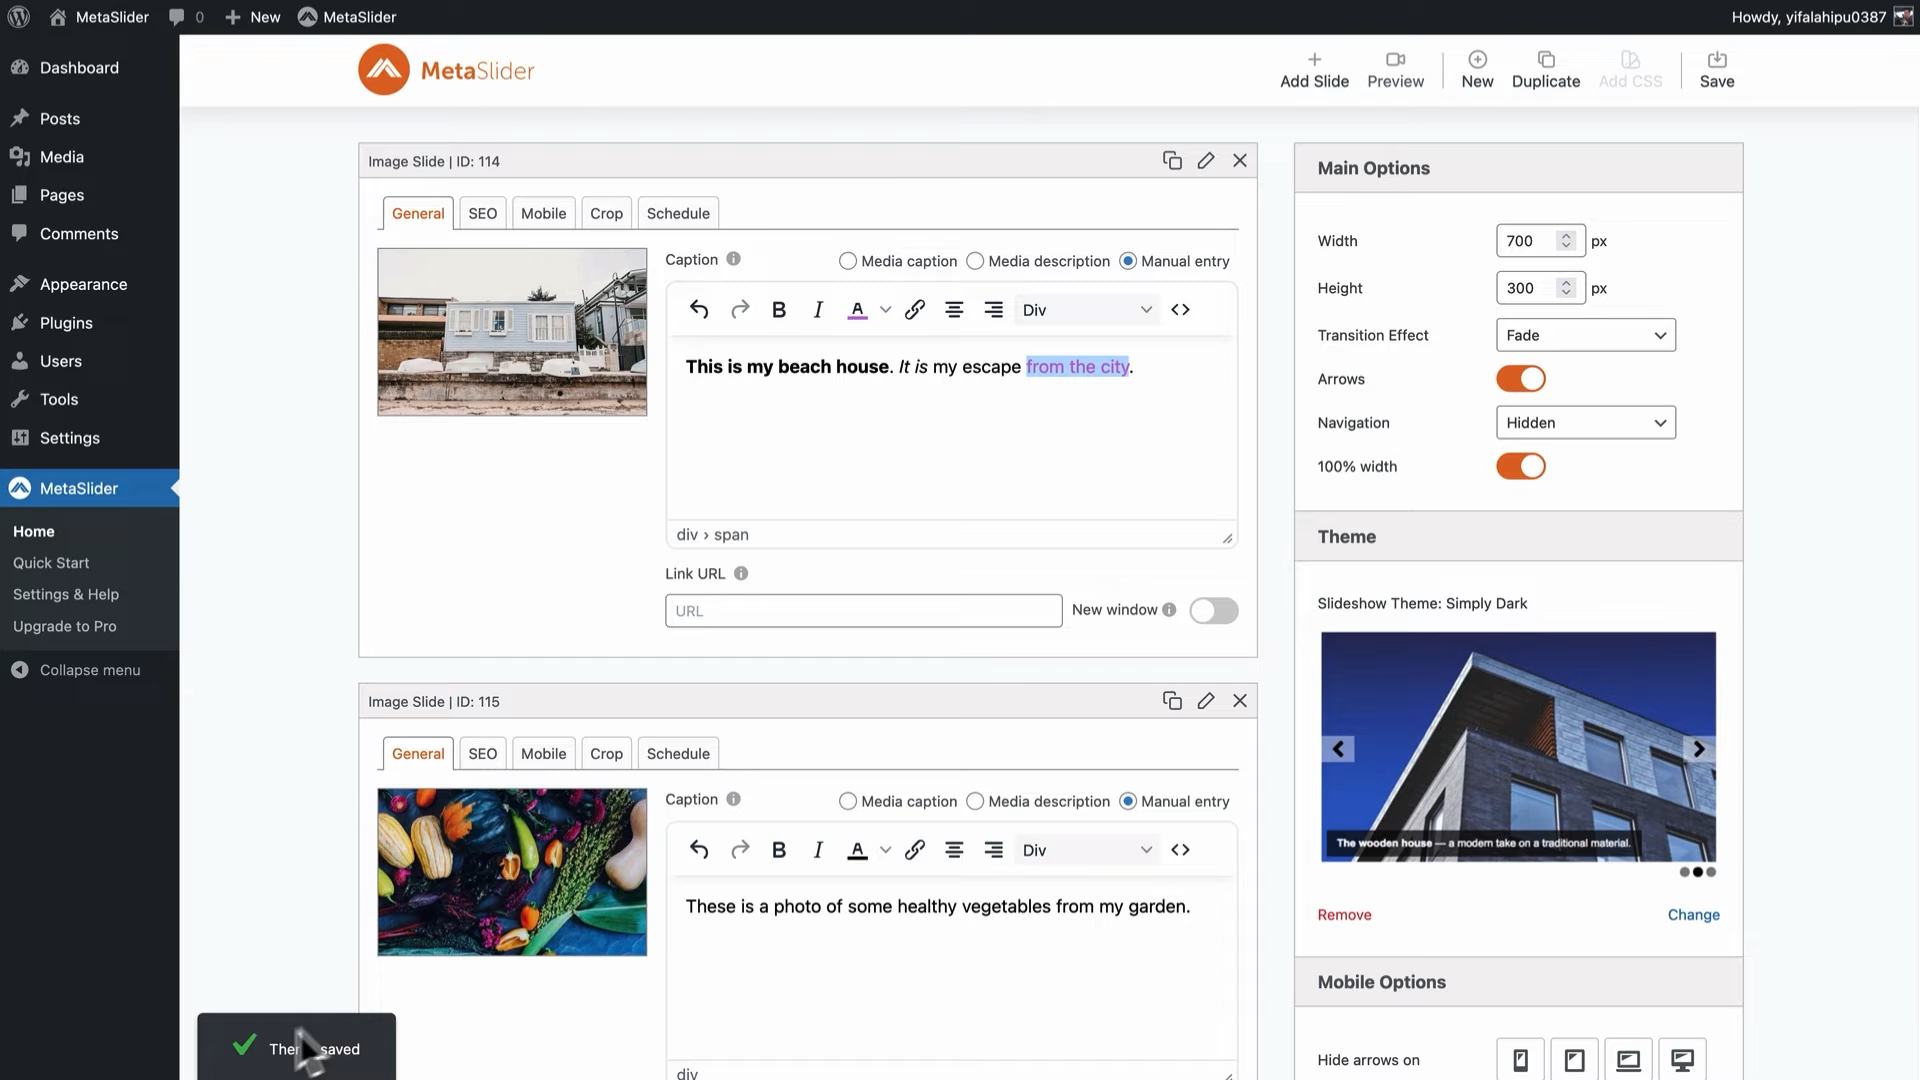 MetaSlider
0
New
MetaSlider
Howdy, yifalahipu0387
Dashboard
Posts
Media
Pages
Comments
Appearance
Plugins
Users
Tools
Settings
MetaSlider
Home
Quick Start
Settings & Help
Upgrade to Pro
Collapse menu
MetaSlider
Add Slide
Preview
New
Duplicate
Add CSS
Save
Image Slide | ID: 114
General
SEO
Mobile
Crop
Schedule
Caption
Media caption
Media description
Manual entry
B
I
A
Div
This is my beach house. It is my escape from the city.
div › span
Link URL
URL
New window
Image Slide | ID: 115
General
SEO
Mobile
Crop
Schedule
Caption
Media caption
Media description
Manual entry
B
I
A
Div
These is a photo of some healthy vegetables from my garden.
div
Main Options
Width
700
px
Height
300
px
Transition Effect
Fade
Arrows
Navigation
Hidden
100% width
Theme
Slideshow Theme: Simply Dark
The wooden house — a modern take on a traditional material.
Remove
Change
Mobile Options
Hide arrows on
saved